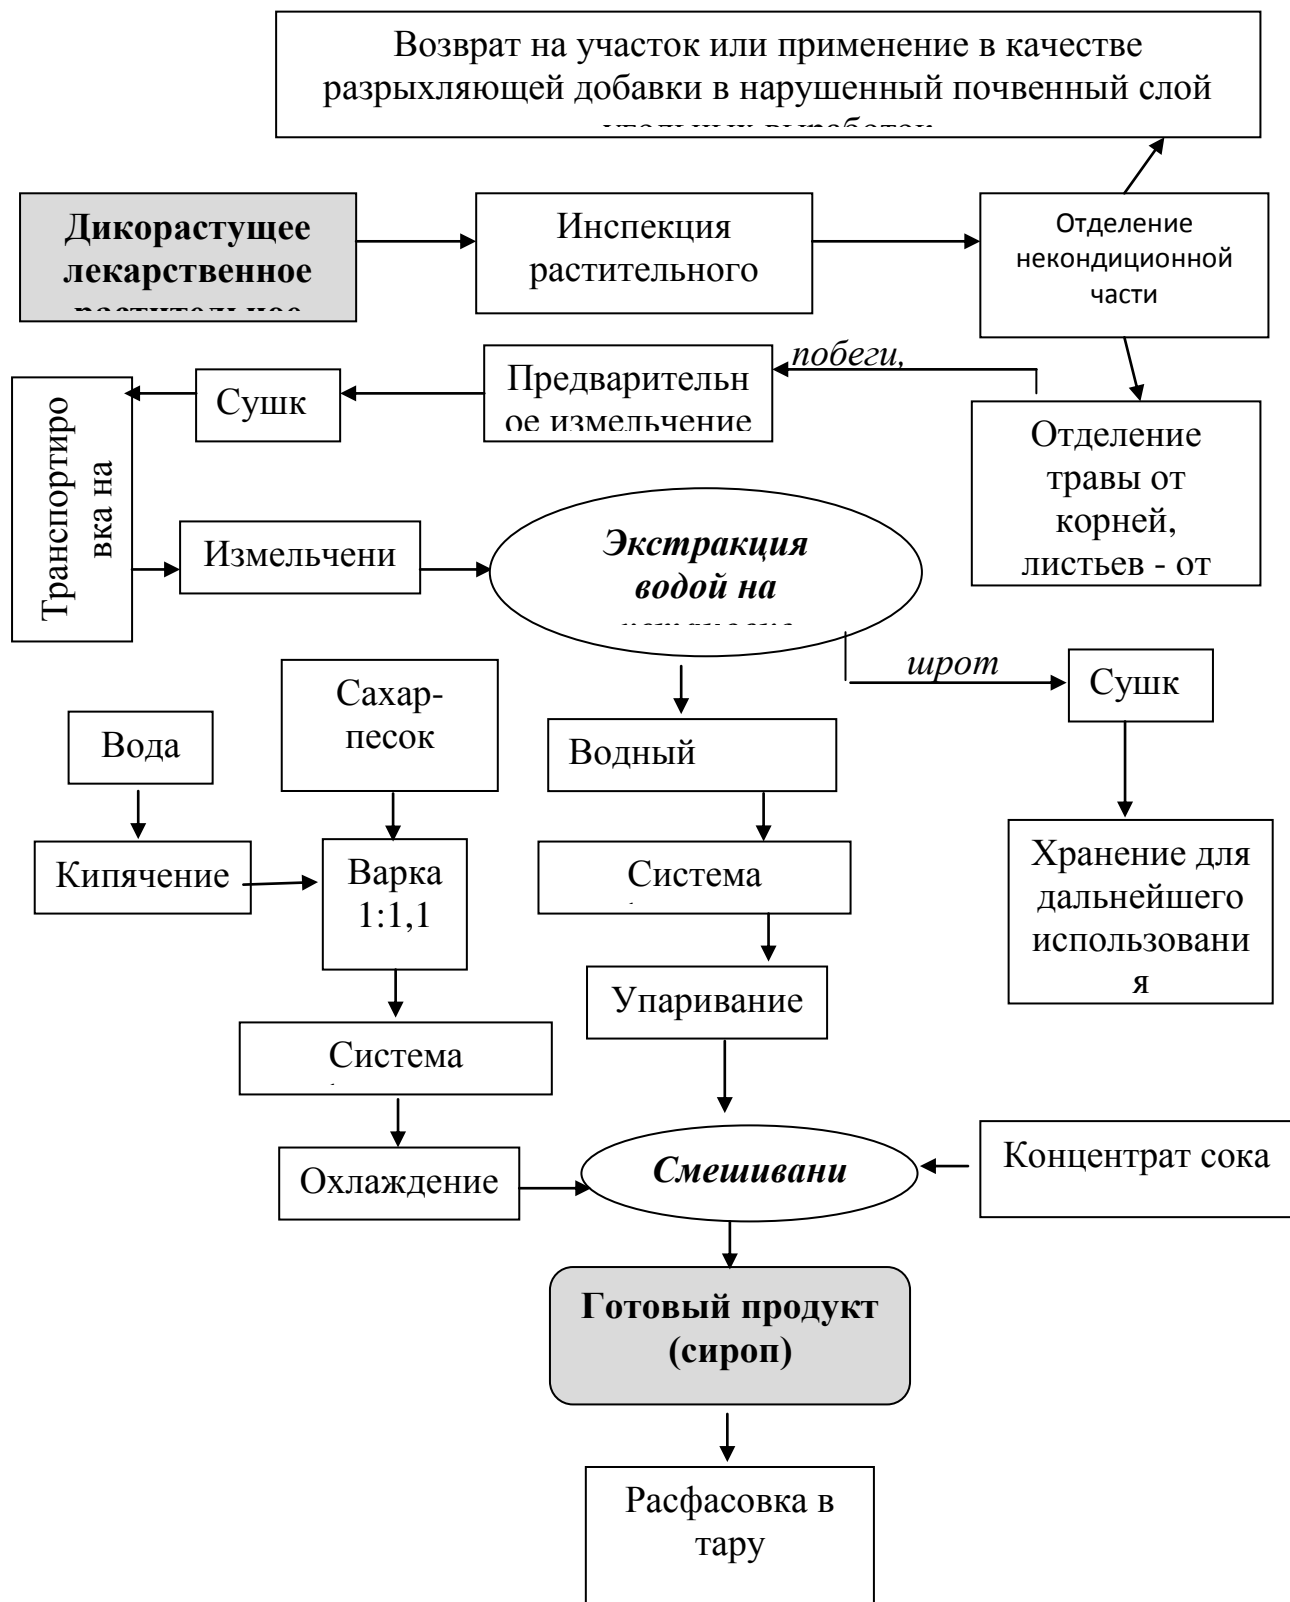 Возврат на участок или применение в качестве
разрыхляющей добавки в нарушенный почвенный слой
угольных выработок
Дикорастущее
лекарственное
растительное
Инспекция
растительного
Отделение
некондиционной
части
побеги,
Предварительн
ое измельчение
Сушк
Транспортиро
вка на
Отделение
травы от
корней,
листьев - от
Измельчени
Экстракция
водой на
шрот
Сушк
Сахар-
песок
Вода
Водный
Кипячение
Варка
1:1,1
Система
Хранение для
дальнейшего
использовани
я
Упаривание
Система
Охлаждение
Смешивани
Концентрат сока
Готовый продукт
(сироп)
Расфасовка в
тару